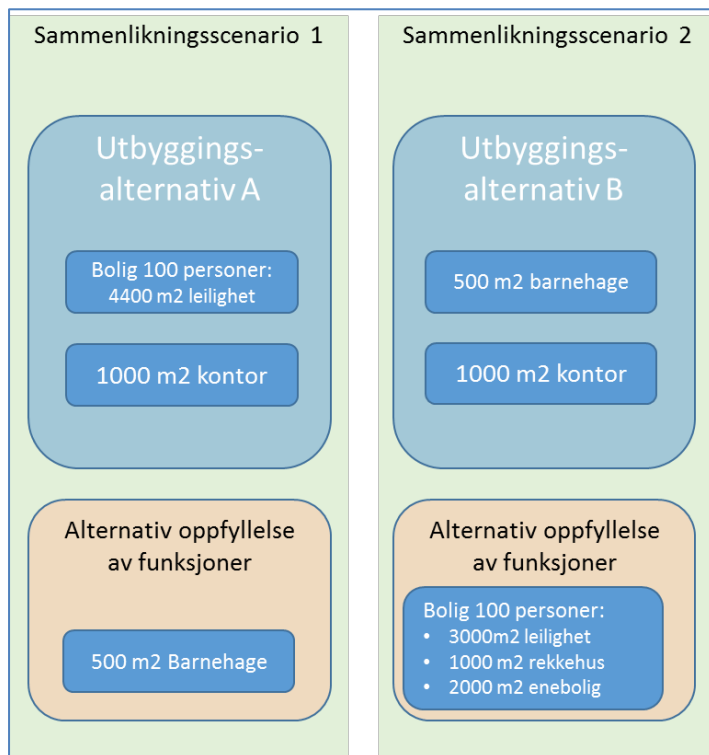 Sammenlikningsscenario 1
Utbyggings-
alternativ A
Bolig 100 personer:
4400 m2 leilighet
1000 m2 kontor
Alternativ oppfyllelse
av funksjoner
500 m2 Barnehage
Sammenlikningsscenario 2
Utbyggings-
alternativ B
500 m2 barnehage
1000 m2 kontor
Alternativ oppfyllelse
av funksjoner
Bolig 100 personer:
• 3000m2 leilighet
• 1000 m2 rekkehus
• 2000 m2 enebolig